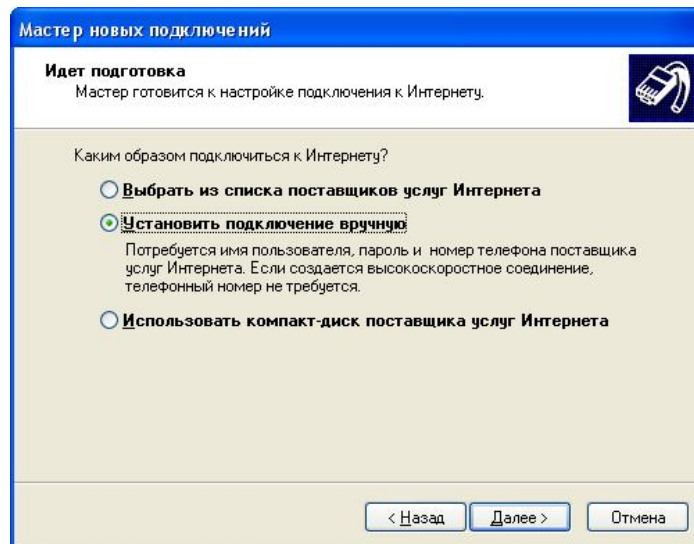 Мастер новых подключений
Идет подготовка
Мастер готовится к настройке подключения к Интернету.
Каким образом подключиться к Интернету?
Выбрать из списка поставщиков услуг Интернета
Установить подключение вручную
Потребуется имя пользователя, пароль и номер телефона поставщика
услуг Интернета. Если создается высокоскоростное соединение,
телефонный номер не требуется.
Использовать компакт-диск поставщика услуг Интернета
< Назад
Далее >
Отмена